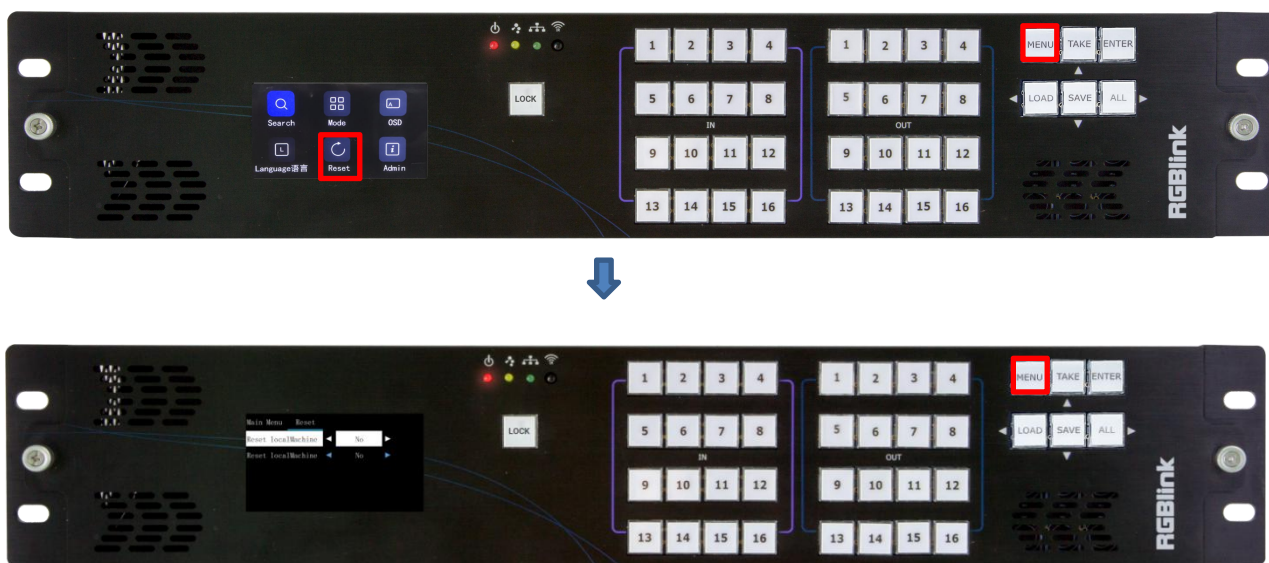 1 2 3 4 1 2 3 4 MENU TAKE ENTER
Search Mode OSD LOCK 5 6 7 8 5 6 7 8 LOAD SAVE ALL
IN OUT
Language语言 Reset Admin 9 10 11 12 9 10 11 12
13 14 15 16 13 14 15 16
RGBlink
1 2 3 4 1 2 3 4 MENU TAKE ENTER
Main Menu Reset
Reset localMachine No LOCK 5 6 7 8 5 6 7 8 LOAD SAVE ALL
Reset localMachine No IN OUT
9 10 11 12 9 10 11 12
13 14 15 16 13 14 15 16
RGBlink